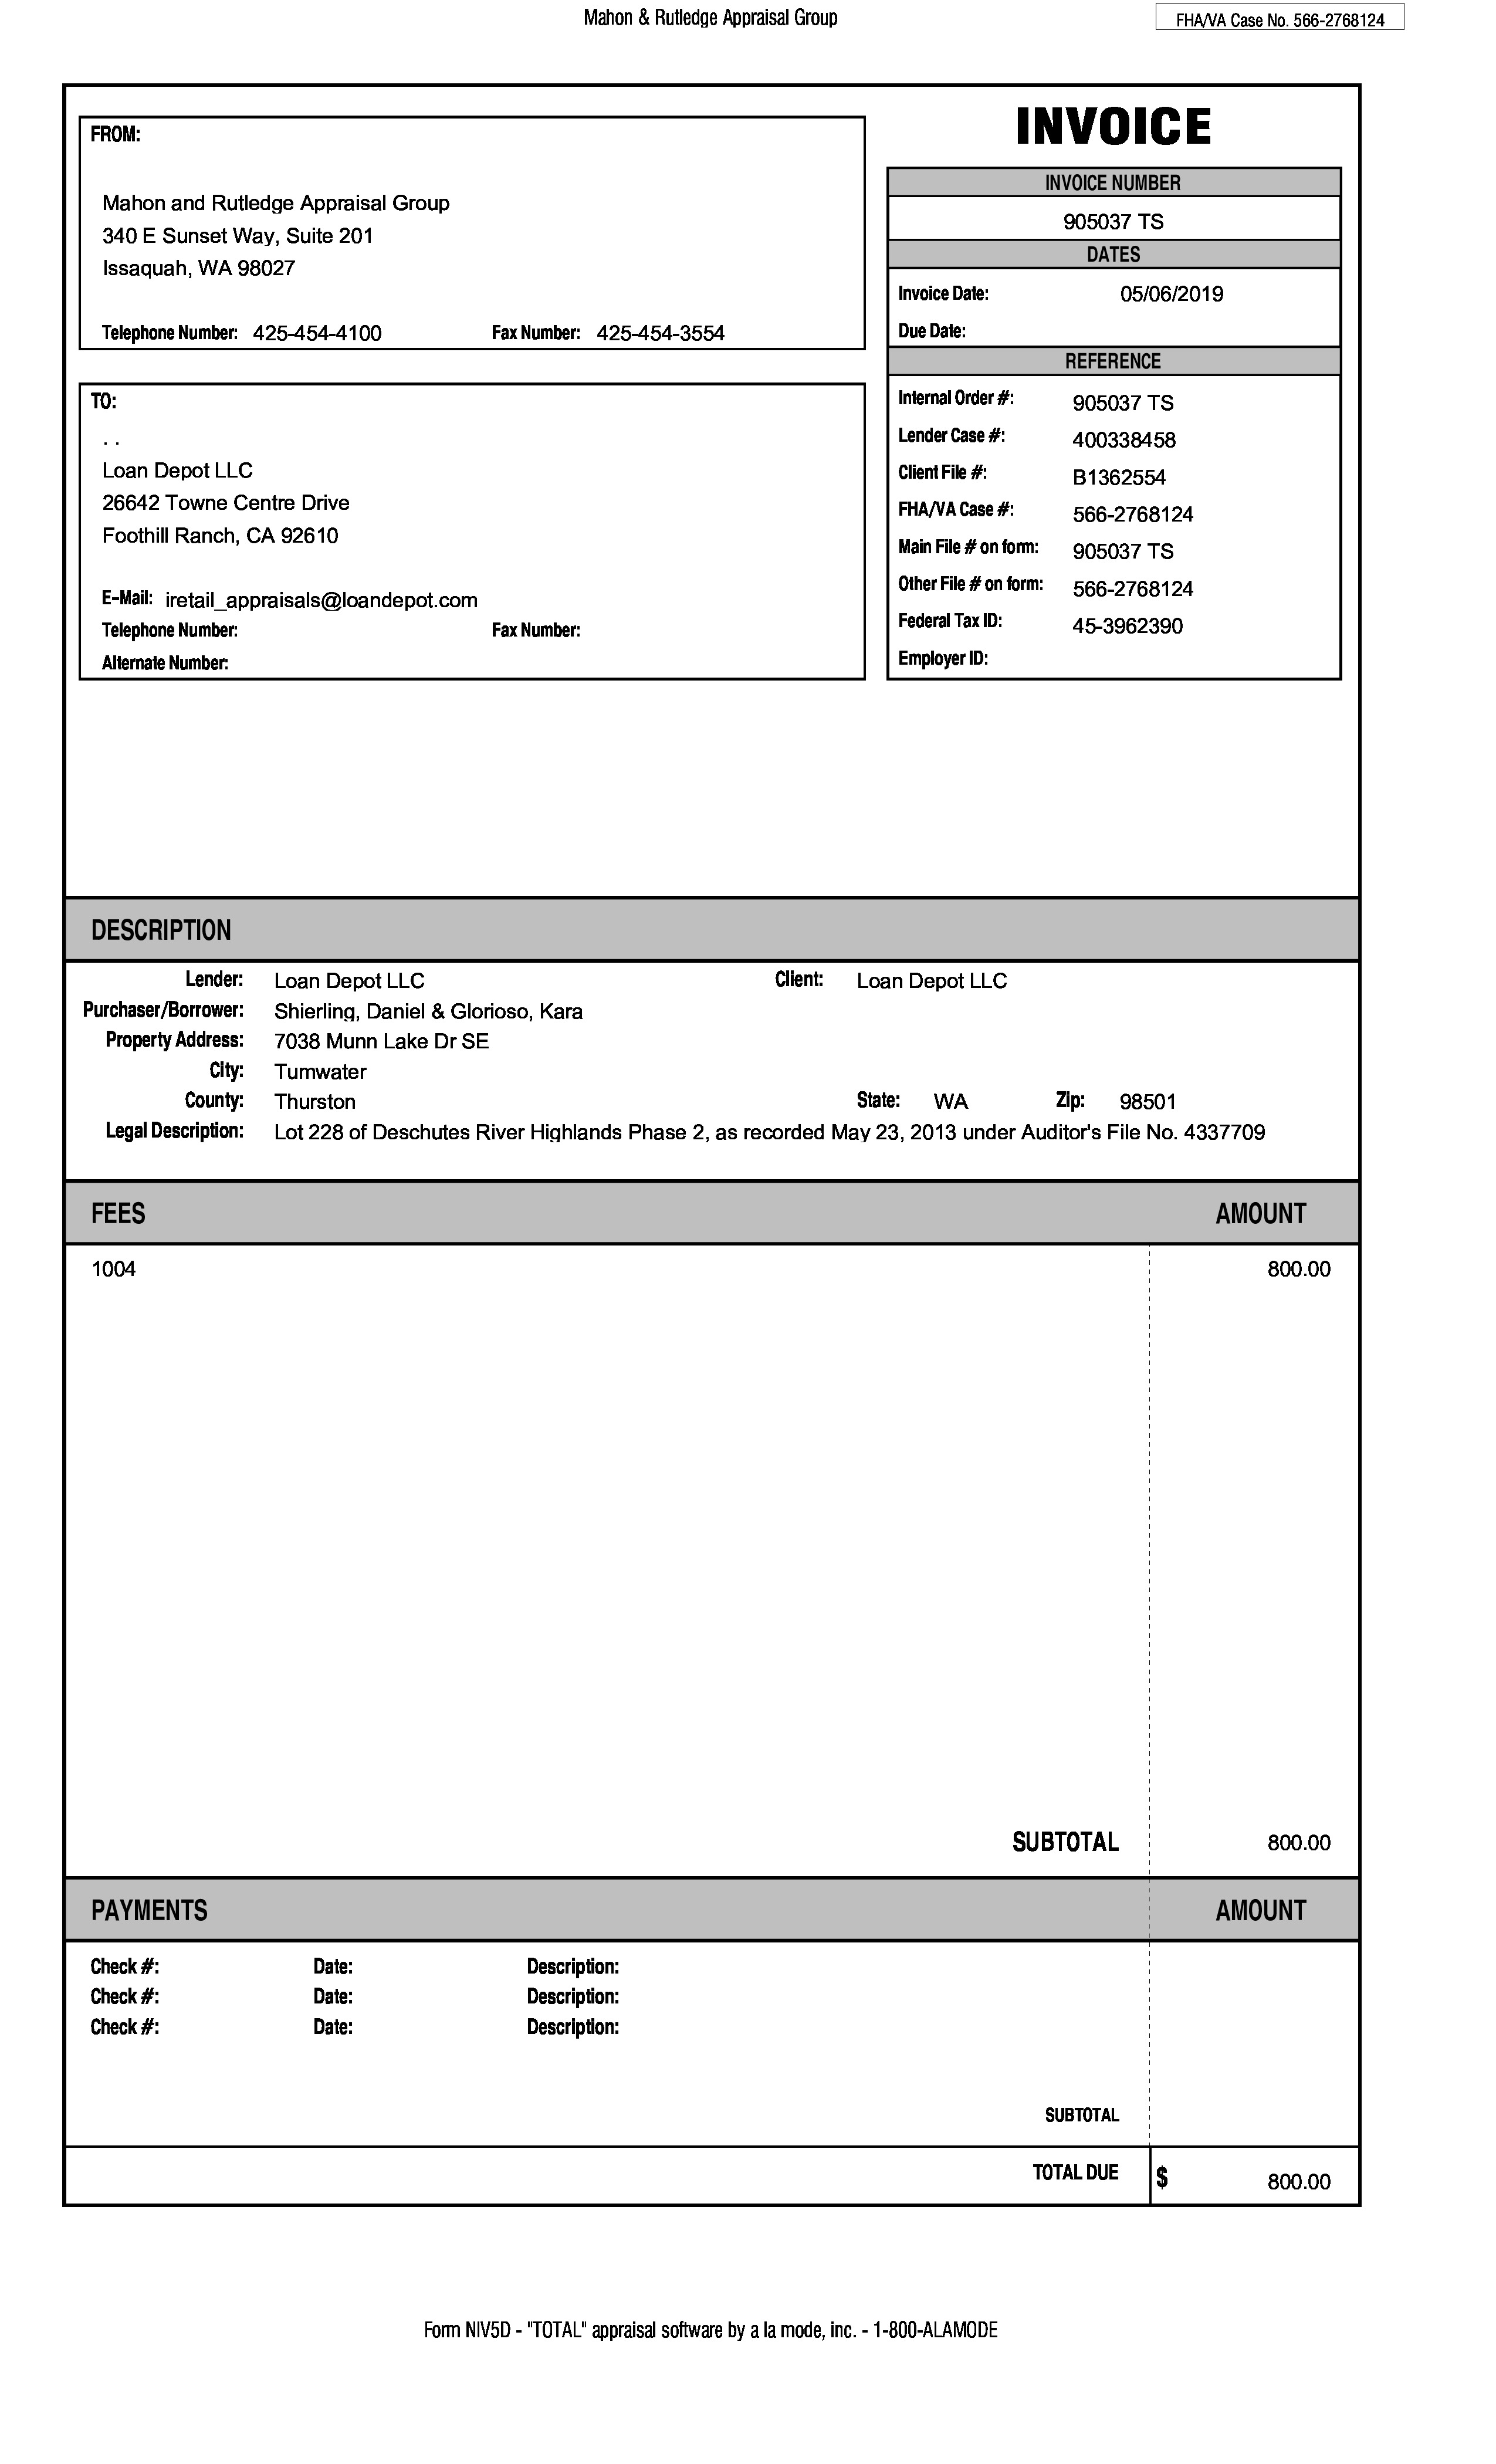 Mahon & Rutledge Appraisal Group
FHA/VA Case No. 566-2768124
INVOICE
FROM:
Mahon and Rutledge Appraisal Group
340 E Sunset Way, Suite 201
Issaquah, WA 98027
Telephone Number: 425-454-4100 Fax Number: 425-454-3554
INVOICE NUMBER
905037 TS
DATES
Invoice Date: 05/06/2019
Due Date:
REFERENCE
Internal Order #: 905037 TS
Lender Case #: 400338458
Client File #: B1362554
FHA/VA Case #: 566-2768124
Main File # on form: 905037 TS
Other File # on form: 566-2768124
Federal Tax ID: 45-3962390
Employer ID:
TO:
. .
Loan Depot LLC
26642 Towne Centre Drive
Foothill Ranch, CA 92610
E-Mail: iretail_appraisals@loandepot.com
Telephone Number: Fax Number:
Alternate Number:
DESCRIPTION
Lender: Loan Depot LLC Client: Loan Depot LLC
Purchaser/Borrower: Shierling, Daniel & Glorioso, Kara
Property Address: 7038 Munn Lake Dr SE
City: Tumwater
County: Thurston State: WA Zip: 98501
Legal Description: Lot 228 of Deschutes River Highlands Phase 2, as recorded May 23, 2013 under Auditor's File No. 4337709
FEES AMOUNT
1004 800.00
SUBTOTAL 800.00
PAYMENTS AMOUNT
Check #: Date: Description:
Check #: Date: Description:
Check #: Date: Description:
SUBTOTAL
TOTAL DUE $ 800.00
Form NIV5D - "TOTAL" appraisal software by a la mode, inc. - 1-800-ALAMODE